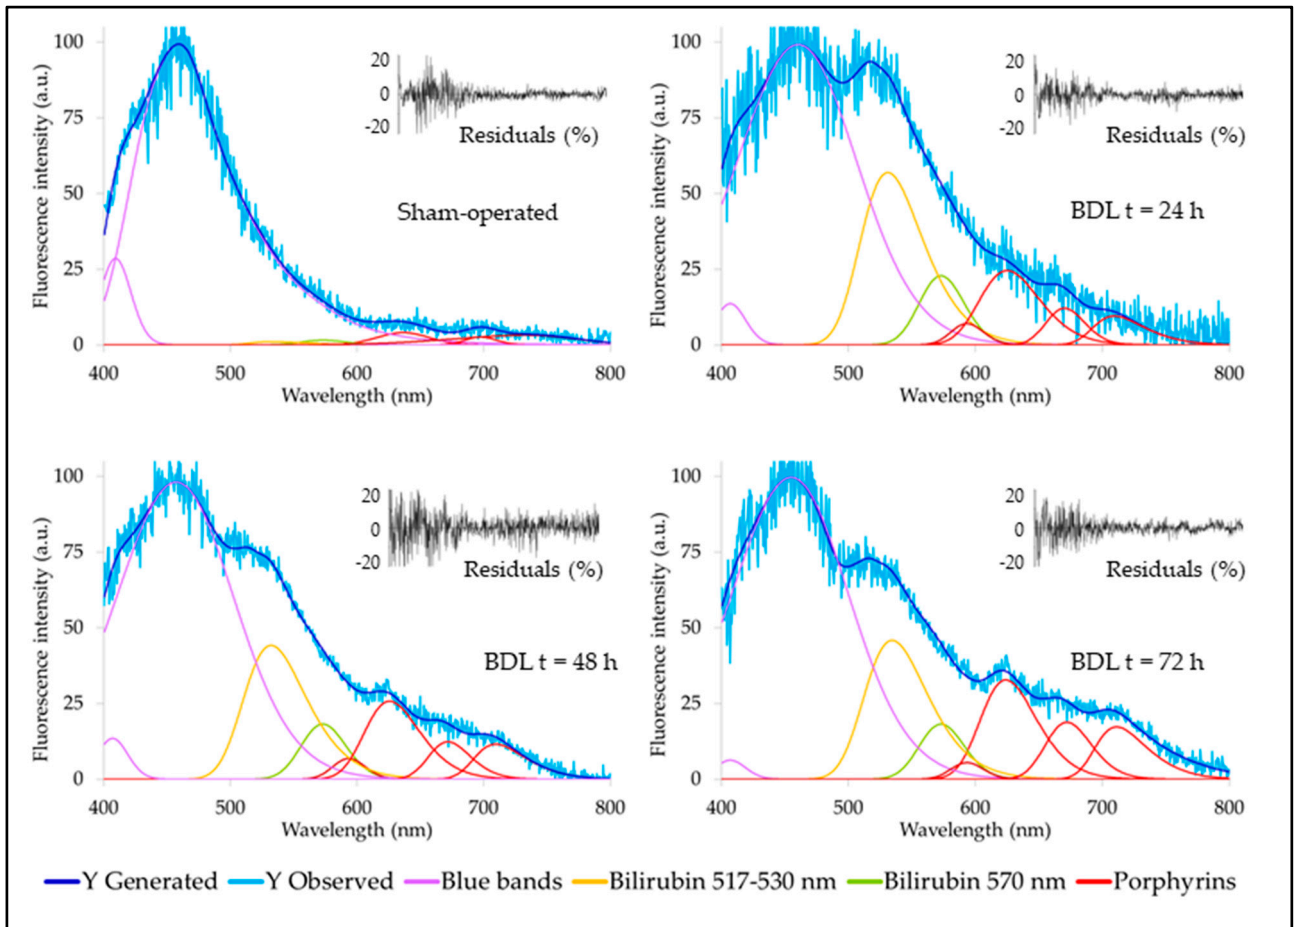 100
75
50
25
0
Fluorescence intensity (a.u.)
20
0
-20
Residuals (%)
Sham-operated
400 500 600 700 800
Wavelength (nm)
100
75
50
25
0
Fluorescence intensity (a.u.)
20
0
-20
Residuals (%)
BDL t = 24 h
400 500 600 700 800
Wavelength (nm)
100
75
50
25
0
Fluorescence intensity (a.u.)
20
0
-20
Residuals (%)
BDL t = 48 h
400 500 600 700 800
Wavelength (nm)
100
75
50
25
0
Fluorescence intensity (a.u.)
20
0
-20
Residuals (%)
BDL t = 72 h
400 500 600 700 800
Wavelength (nm)
Y Generated Y Observed Blue bands Bilirubin 517-530 nm Bilirubin 570 nm Porphyrins